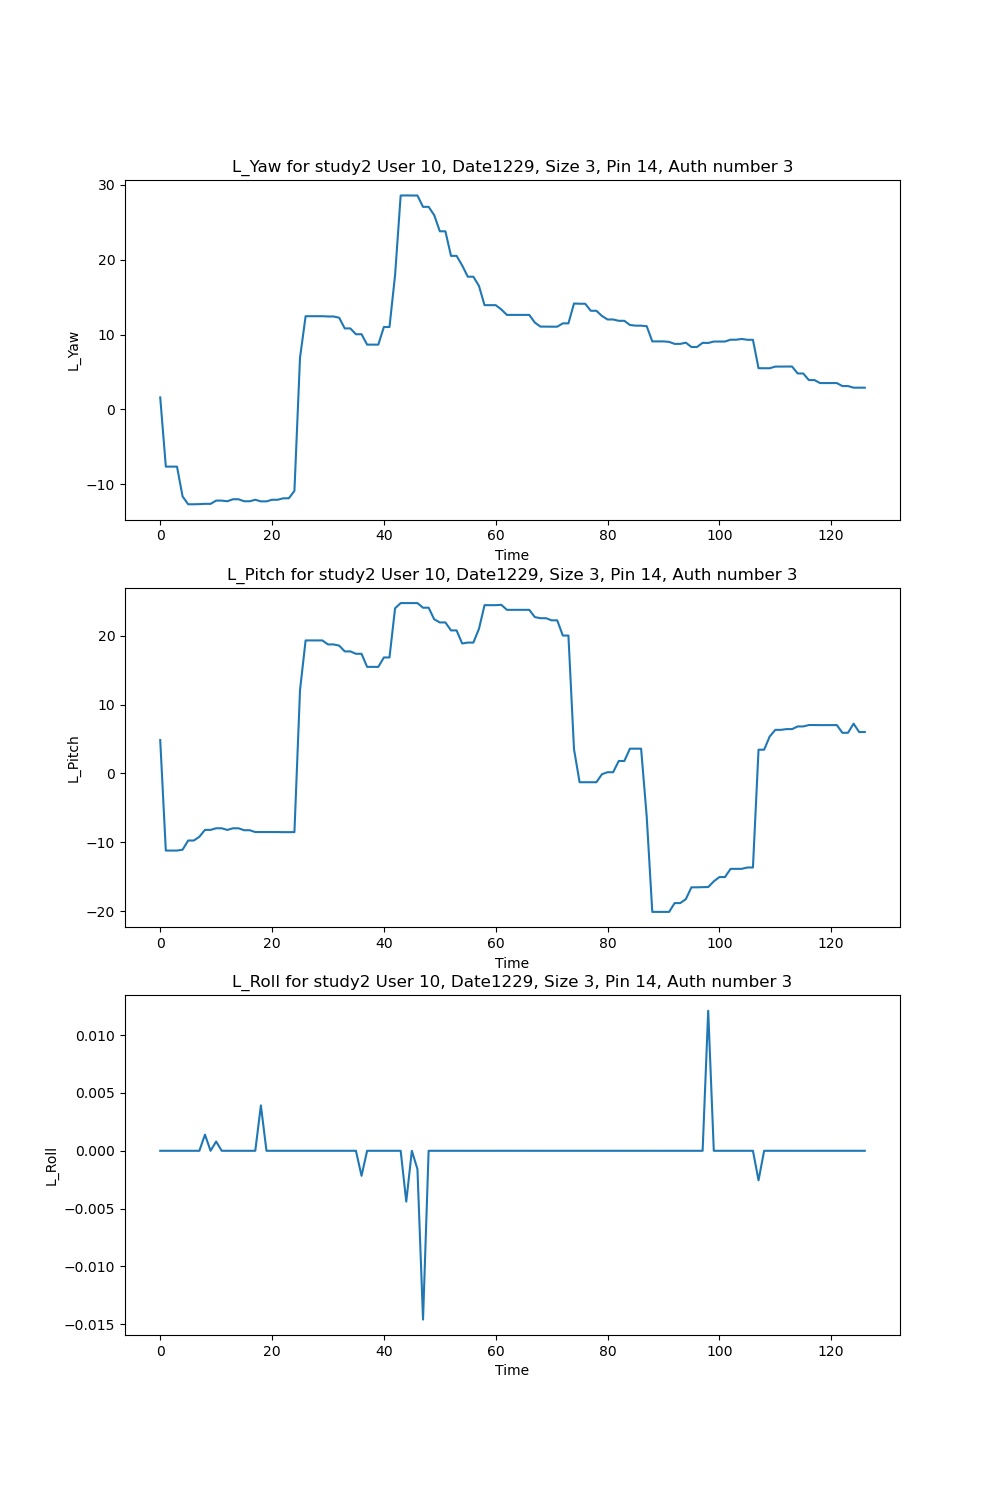 L_Yaw for study2 User 10, Date1229, Size 3, Pin 14, Auth number 3
30
20
10
0
−10
L_Yaw
0 20 40 60 80 100 120
Time
L_Pitch for study2 User 10, Date1229, Size 3, Pin 14, Auth number 3
20
10
0
−10
−20
L_Pitch
0 20 40 60 80 100 120
Time
L_Roll for study2 User 10, Date1229, Size 3, Pin 14, Auth number 3
0.010
0.005
0.000
−0.005
−0.010
−0.015
L_Roll
0 20 40 60 80 100 120
Time